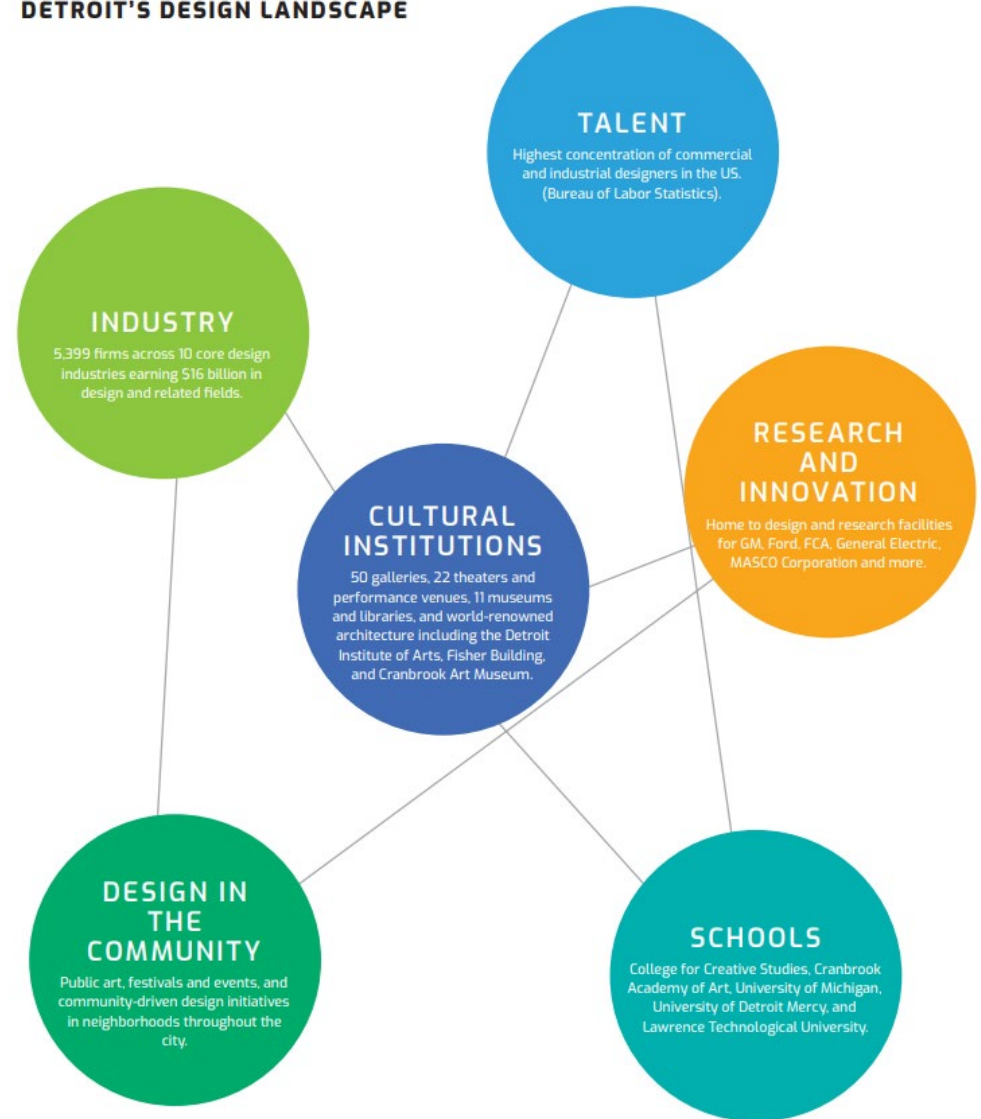 DETROIT'S DESIGN LANDSCAPE
TALENT
Highest concentration of commercial
and industrial designers in the US.
(Bureau of Labor Statistics).
INDUSTRY
5,399 firms across 10 core design
industries earning $16 billion in
design and related fields.
RESEARCH
AND
INNOVATION
Home to design and research facilities
for GM, Ford, FCA, General Electric,
MASCO Corporation and more.
CULTURAL
INSTITUTIONS
50 galleries, 22 theaters and
performance venues, 11 museums
and libraries, and world-renowned
architecture including the Detroit
Institute of Arts, Fisher Building,
and Cranbrook Art Museum.
DESIGN IN
THE
COMMUNITY
Public art, festivals and events, and
community-driven design initiatives
in neighborhoods throughout the
city.
SCHOOLS
College for Creative Studies, Cranbrook
Academy of Art, University of Michigan,
University of Detroit Mercy, and
Lawrence Technological University.